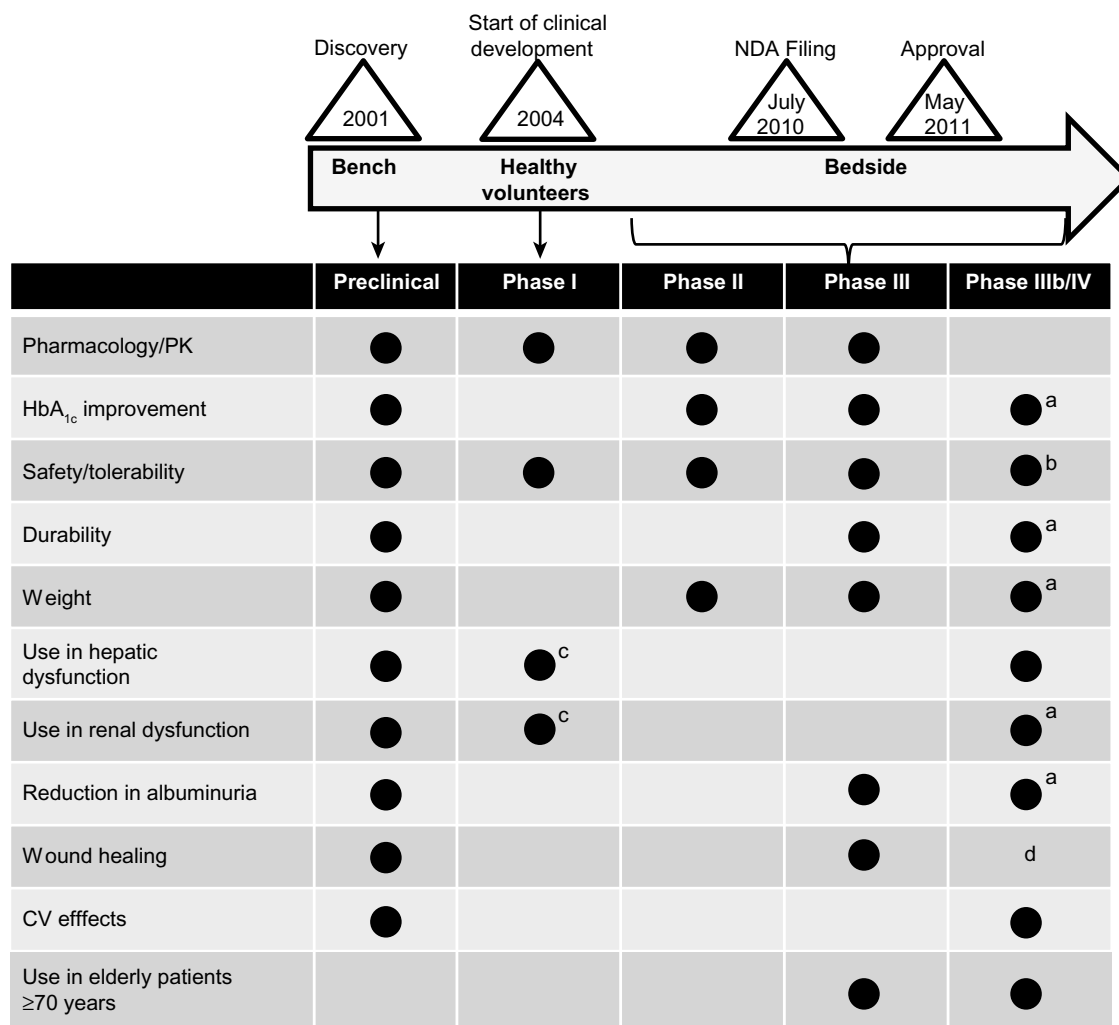 Discovery
Start of clinical
development
NDA Filing
Approval
2001
2004
July
2010
May
2011
Bench
Healthy
volunteers
Bedside
Preclinical Phase I Phase II Phase III Phase IIIb/IV
Pharmacology/PK
HbA1c improvement a
Safety/tolerability b
Durability a
Weight a
Use in hepatic
dysfunction c
Use in renal dysfunction c a
Reduction in albuminuria a
Wound healing d
CV efffects
Use in elderly patients
≥70 years